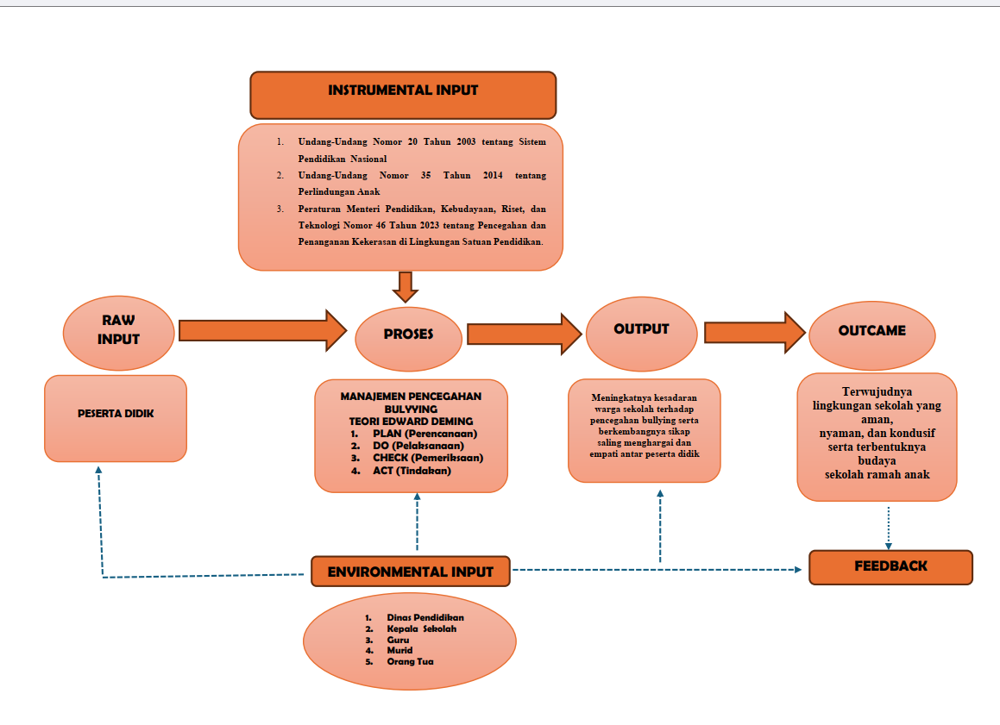 INSTRUMENTAL INPUT
1. Undang-Undang Nomor 20 Tahun 2003 tentang Sistem
Pendidikan Nasional
2. Undang-Undang Nomor 35 Tahun 2014 tentang
Perlindungan Anak
3. Peraturan Menteri Pendidikan, Kebudayaan, Riset, dan
Teknologi Nomor 46 Tahun 2023 tentang Pencegahan dan
Penanganan Kekerasan di Lingkungan Satuan Pendidikan.
RAW
INPUT
PROSES
OUTPUT
OUTCAME
PESERTA DIDIK
MANAJEMEN PENCEGAHAN
BULYYING
TEORI EDWARD DEMING
1. PLAN (Perencanaan)
2. DO (Pelaksanaan)
3. CHECK (Pemeriksaan)
4. ACT (Tindakan)
Meningkatnya kesadaran
warga sekolah terhadap
pencegahan bullying serta
berkembangnya sikap
saling menghargai dan
empati antar peserta didik
Terwujudnya
lingkungan sekolah yang
aman,
nyaman, dan kondusif
serta terbentuknya
budaya
sekolah ramah anak
ENVIRONMENTAL INPUT
FEEDBACK
1. Dinas Pendidikan
2. Kepala Sekolah
3. Guru
4. Murid
5. Orang Tua